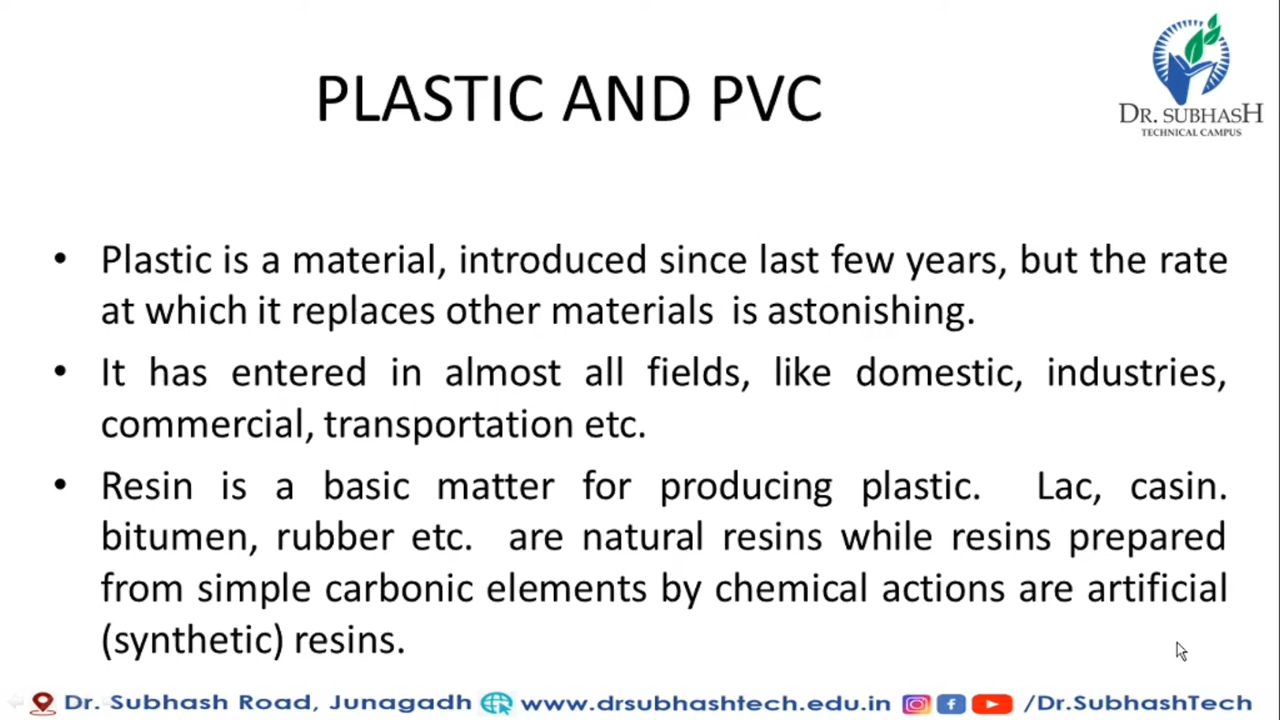 PLASTIC AND PVC
DR. SUBHASH
TECHNICAL CAMPUS
• Plastic is a material, introduced since last few years, but the rate
at which it replaces other materials is astonishing.
• It has entered in almost all fields, like domestic, industries,
commercial, transportation etc.
• Resin is a basic matter for producing plastic. Lac, casin.
bitumen, rubber etc. are natural resins while resins prepared
from simple carbonic elements by chemical actions are artificial
(synthetic) resins.
Dr. Subhash Road, Junagadh www.drsubhashtech.edu.in /Dr.SubhashTech